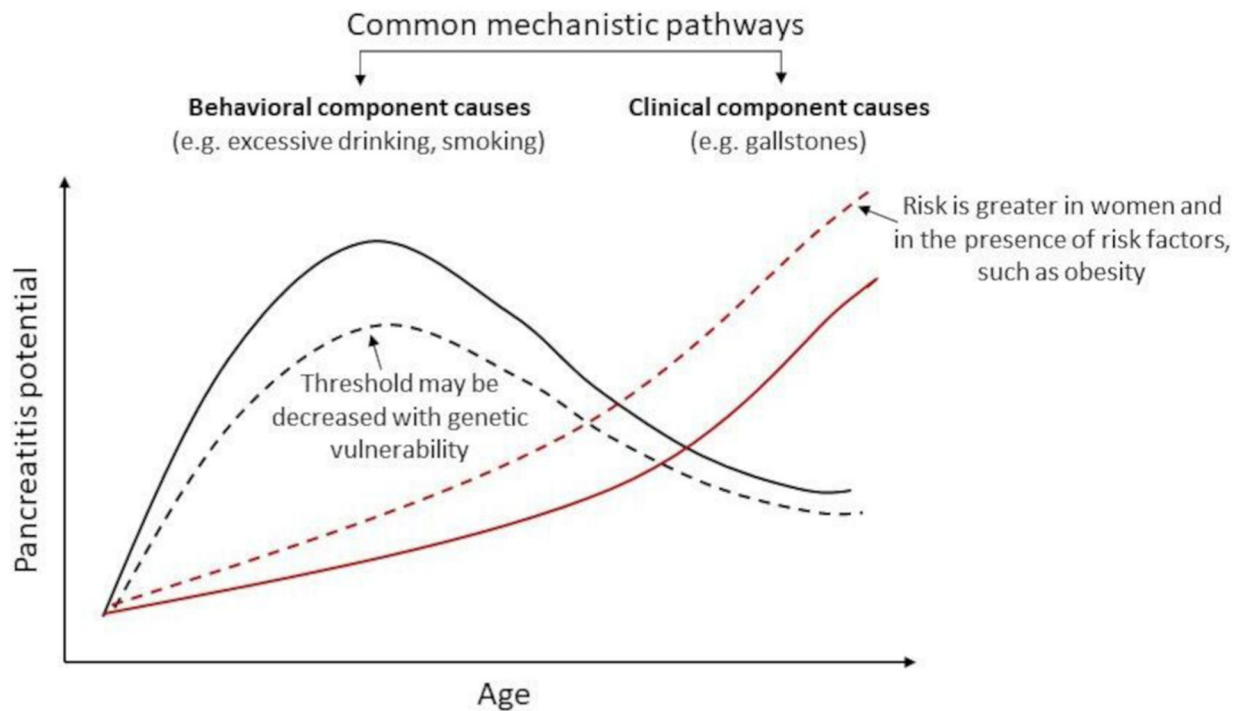 Common mechanistic pathways
Behavioral component causes
(e.g. excessive drinking, smoking)
Clinical component causes
(e.g. gallstones)
Risk is greater in women and
in the presence of risk factors,
such as obesity
Threshold may be
decreased with genetic
vulnerability
Pancreatitis potential
Age